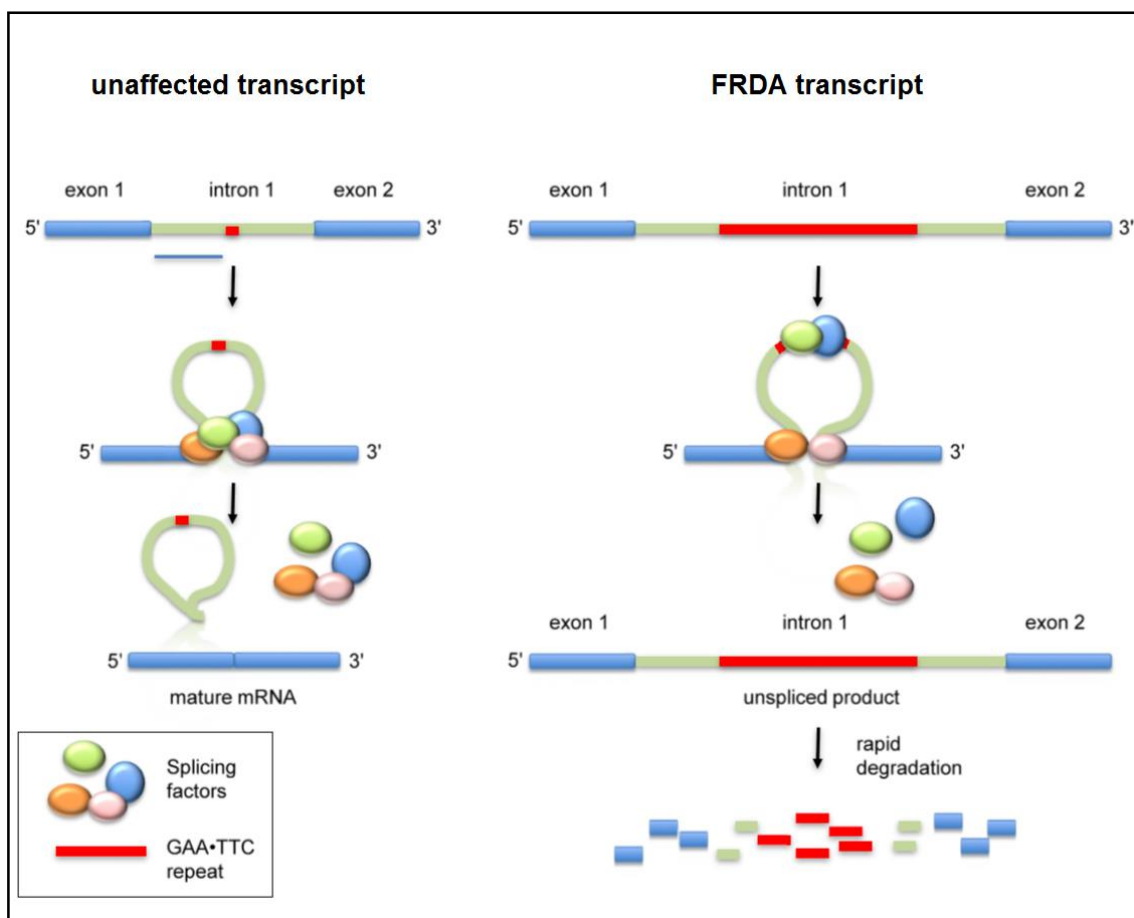 unaffected transcript
FRDA transcript
exon 1
intron 1
exon 2
5'
3'
5'
3'
mature mRNA
5'
3'
exon 1
intron 1
exon 2
5'
3'
5'
3'
exon 1
intron 1
exon 2
5'
unspliced product
rapid
degradation
Splicing
factors
GAA•TTC
repeat